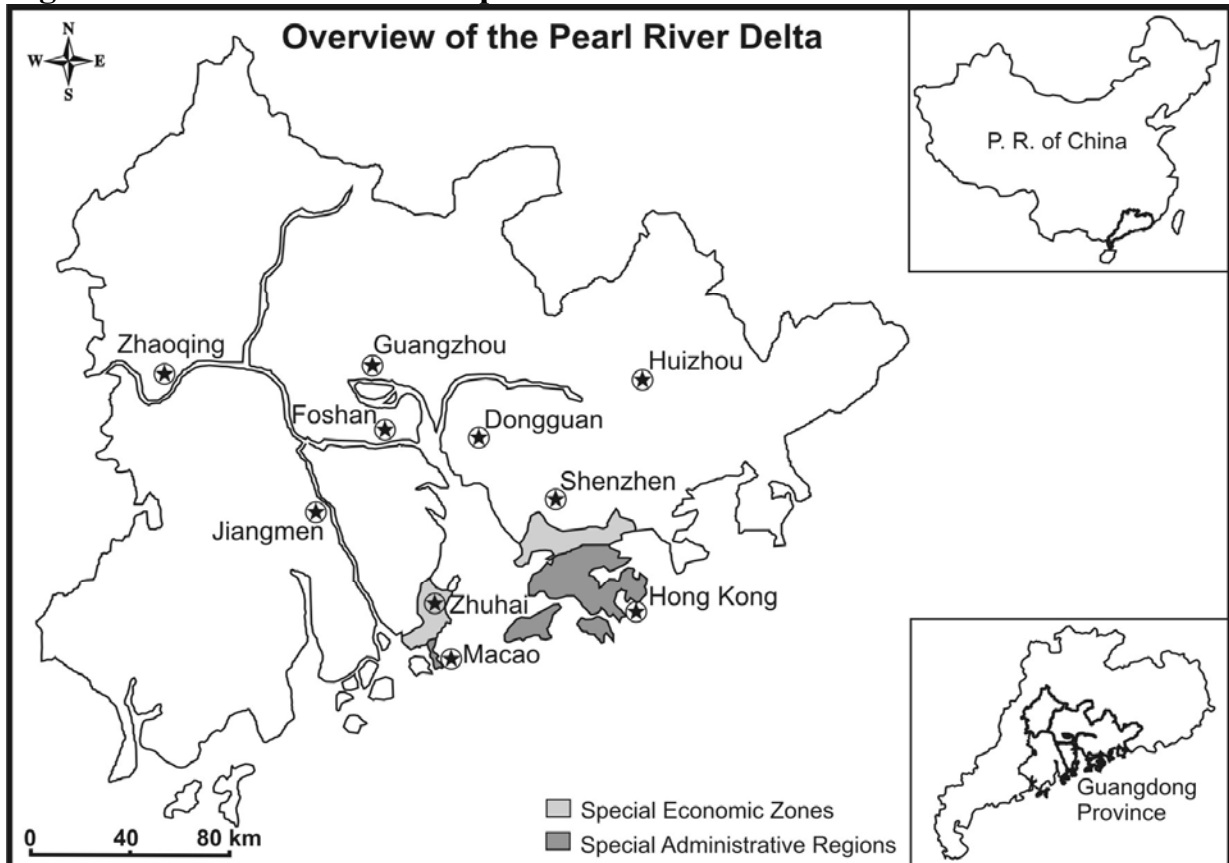 Overview of the Pearl River Delta
N
W E
S
P. R. of China
Zhaoqing
Guangzhou
Huizhou
Foshan
Dongguan
Shenzhen
Jiangmen
Zhuhai
Hong Kong
Macao
Special Economic Zones
Special Administrative Regions
0 40 80 km
Guangdong
Province